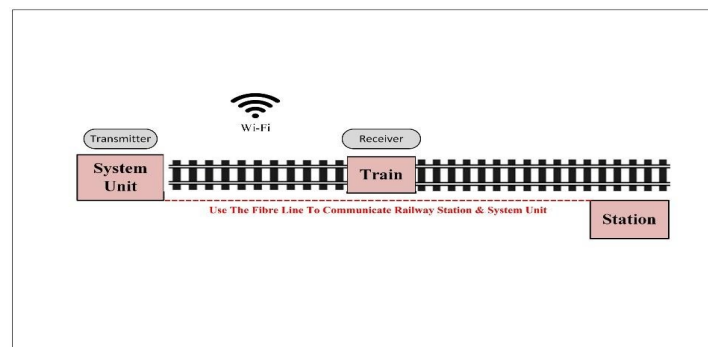 Wi-Fi
Transmitter
Receiver
System
Unit
Train
Use The Fibre Line To Communicate Railway Station & System Unit
Station